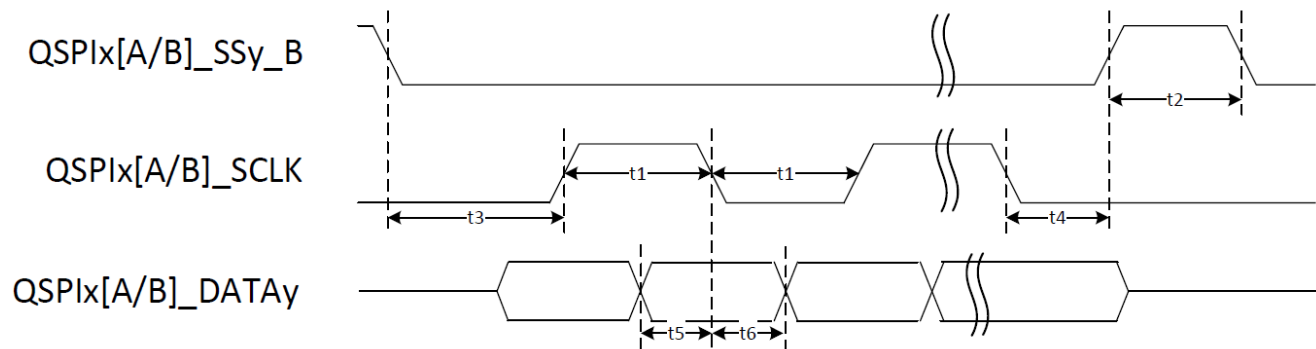 QSPIx[A/B]_SSy_B
t2
QSPIx[A/B]_SCLK
t1 t1
t3 t4
QSPIx[A/B]_DATAy
t5 t6